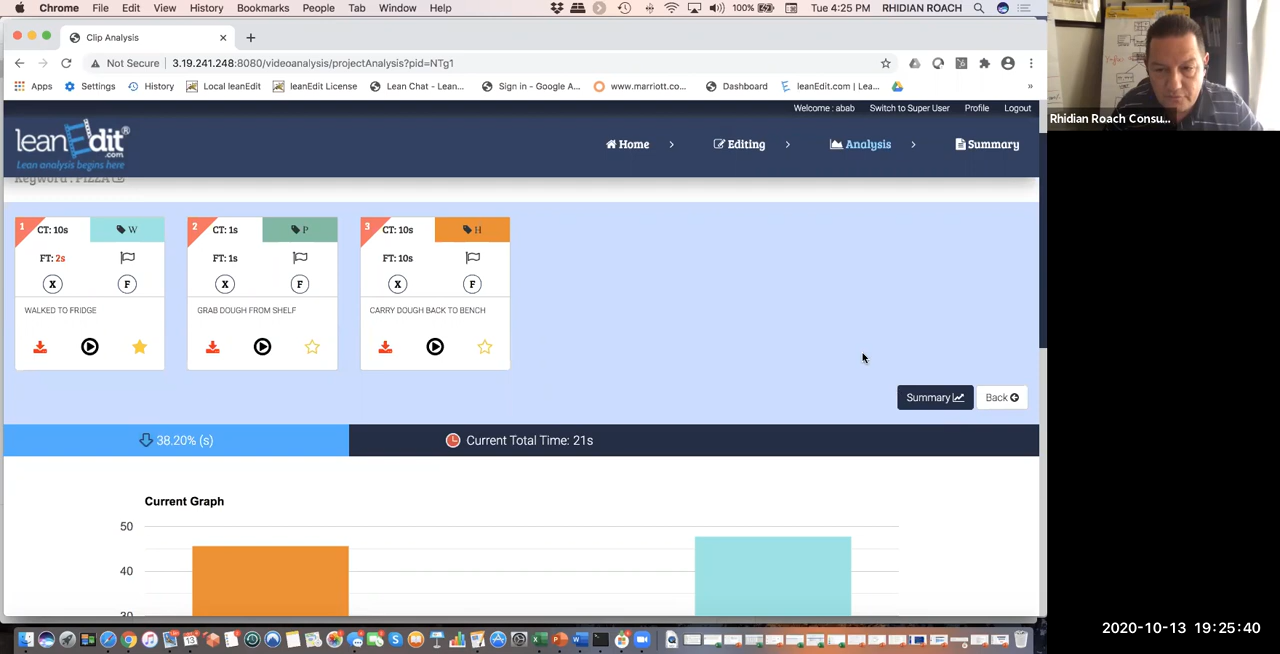 Chrome File Edit View History Bookmarks People Tab Window Help 100% Tue 4:25 PM RHIDIAN ROACH
Clip Analysis
Not Secure 3.19.241.248:8080/videoanalysis/projectAnalysis?pid=NTg1
Apps Settings History Local leanEdit leanEdit License Lean Chat - Lean... Sign in - Google A... www.marriott.co... Dashboard leanEdit.com | Lea... »
Rhidian Roach Consu...
Welcome : abab Switch to Super User Profile Logout
leanEdit®
.com
Lean analysis begins here
Home > Editing > Analysis > Summary
Keyword : PIZZA
1 CT: 10s W 2 CT: 1s P 3 CT: 10s H
FT: 2s FT: 1s FT: 10s
X F X F X F
WALKED TO FRIDGE GRAB DOUGH FROM SHELF CARRY DOUGH BACK TO BENCH
Summary Back
38.20% (s) Current Total Time: 21s
Current Graph
50
40
30
2020-10-13 19:25:40